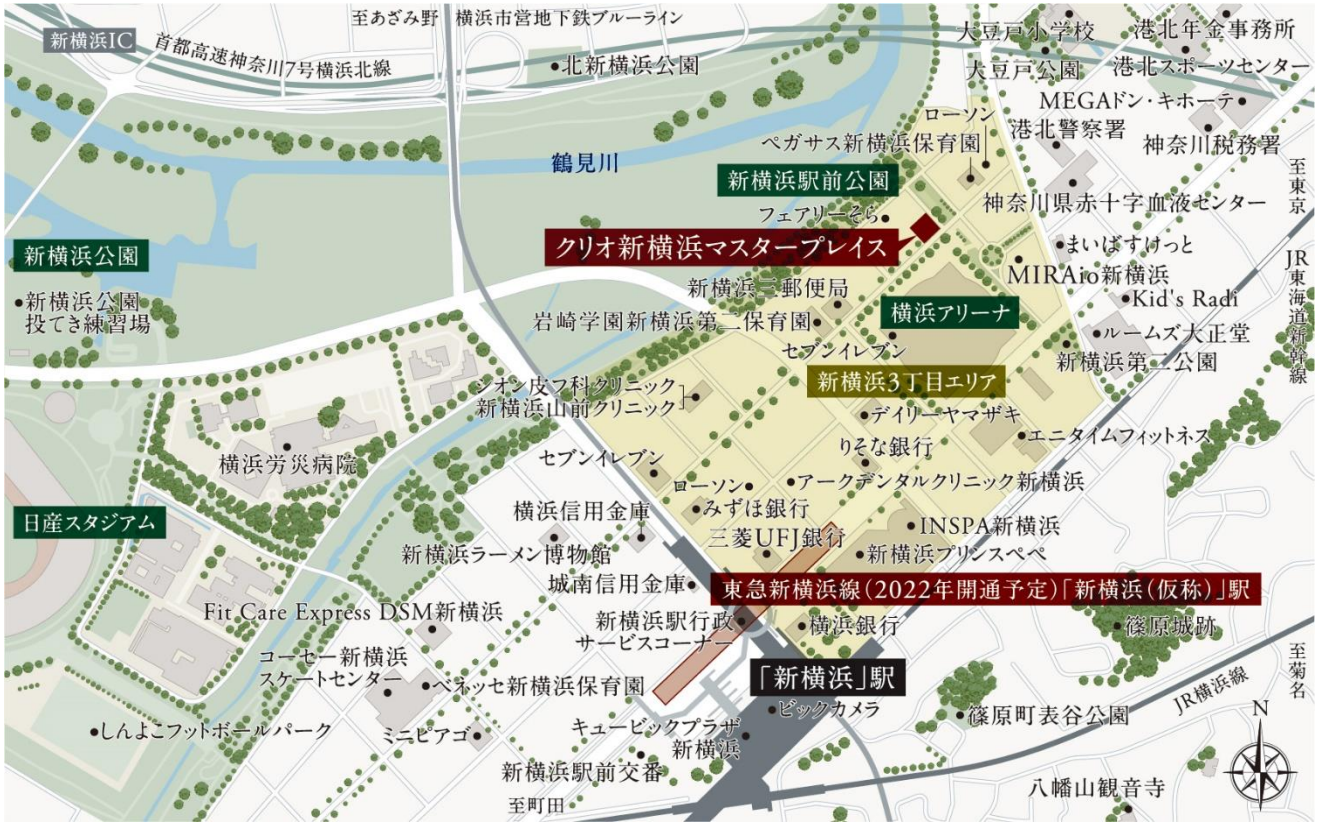 至あざみ野
横浜市営地下鉄ブルーライン
新横浜IC
首都高速神奈川7号横浜北線
北新横浜公園
大豆戸小学校
港北年金事務所
大豆戸公園
港北スポーツセンター
MEGAドン・キホーテ
ローソン
港北警察署
神奈川税務署
ペガサス新横浜保育園
鶴見川
至東京
新横浜駅前公園
神奈川県赤十字血液センター
フェアリーそら
クリオ新横浜マスタープレイス
まいばすけっと
新横浜公園
JR東海道新幹線
MIRAio新横浜
新横浜三郵便局
Kid's Radi
新横浜公園
投てき練習場
横浜アリーナ
岩崎学園新横浜第二保育園
ルームズ大正堂
セブンイレブン
新横浜第二公園
新横浜3丁目エリア
シオン皮フ科クリニック
新横浜山前クリニック
デイリーヤマザキ
エニタイムフィットネス
りそな銀行
横浜労災病院
セブンイレブン
ローソン
アークデンタルクリニック新横浜
みずほ銀行
横浜信用金庫
日産スタジアム
INSPA新横浜
三菱UFJ銀行
新横浜ラーメン博物館
新横浜プリンスペペ
城南信用金庫
東急新横浜線(2022年開通予定)「新横浜(仮称)」駅
Fit Care Express DSM新横浜
新横浜駅行政
サービスコーナー
横浜銀行
篠原城跡
コーセー新横浜
スケートセンター
至菊名
「新横浜」駅
ベネッセ新横浜保育園
JR横浜線
ビックカメラ
篠原町表谷公園
N
しんよこフットボールパーク
ミニピアゴ
キュービックプラザ
新横浜
新横浜駅前交番
八幡山観音寺
至町田